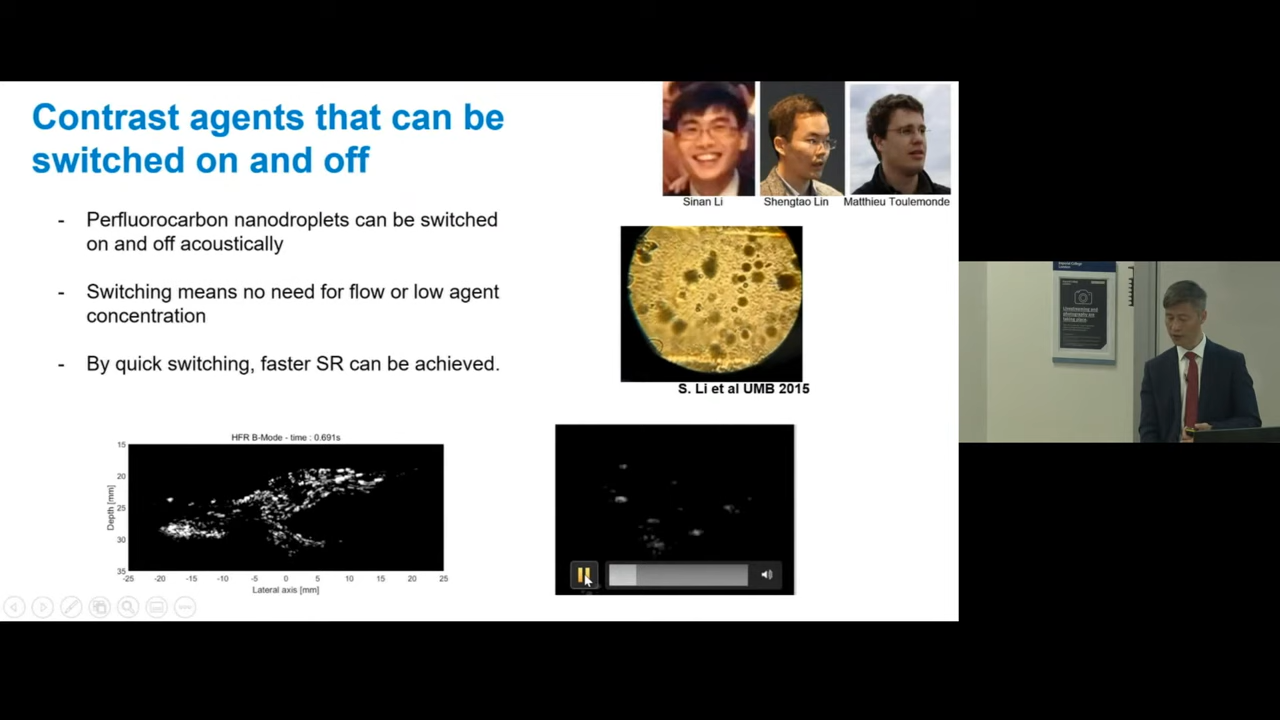 Contrast agents that can be
switched on and off
Sinan Li
Shengtao Lin
Matthieu Toulemonde
- Perfluorocarbon nanodroplets can be switched
on and off acoustically
- Switching means no need for flow or low agent
concentration
- By quick switching, faster SR can be achieved.
S. Li et al UMB 2015
HFR B-Mode - time : 0.691s
15
20
25
30
35
Depth [mm]
-25 -20 -15 -10 -5 0 5 10 15 20 25
Lateral axis [mm]
Imperial College
London